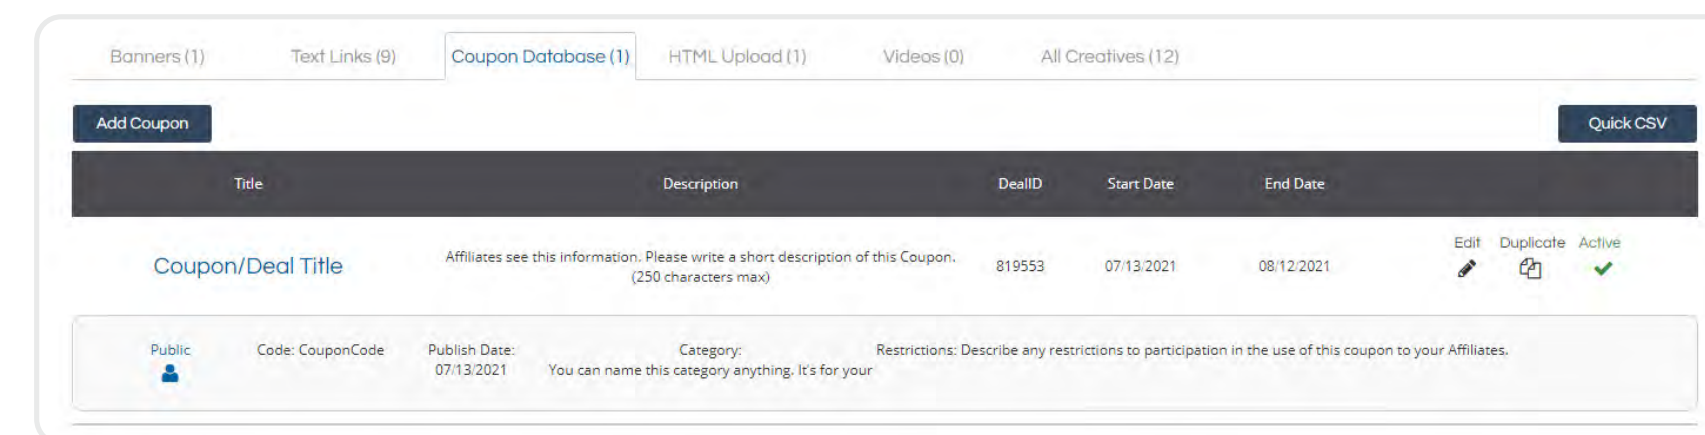 Banners (1) Text Links (9) Coupon Database (1) HTML Upload (1) Videos (0) All Creatives (12)
Add Coupon Quick CSV
Title Description DealID Start Date End Date
Edit Duplicate Active
Coupon/Deal Title Affiliates see this information. Please write a short description of this Coupon. 819553 07/13/2021 08/12/2021
(250 characters max)
Public Code: CouponCode Publish Date: Category: Restrictions: Describe any restrictions to participation in the use of this coupon to your Affiliates.
07/13/2021 You can name this category anything. It's for your